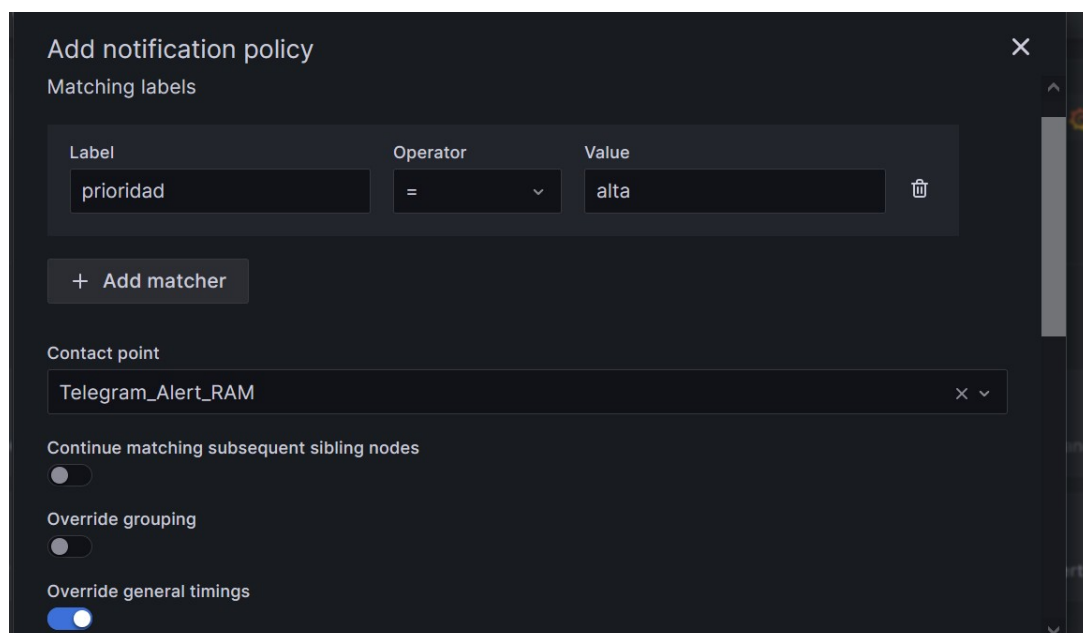 Add notification policy
Matching labels
Label Operator Value
prioridad = alta
+ Add matcher
Contact point
Telegram_Alert_RAM
Continue matching subsequent sibling nodes
Override grouping
Override general timings